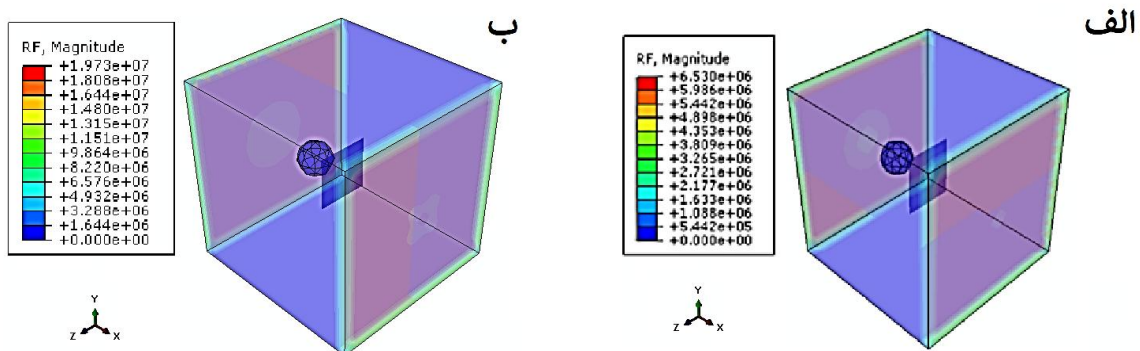 الف
RF, Magnitude
+6.530e+06
+5.986e+06
+5.442e+06
+4.898e+06
+4.353e+06
+3.809e+06
+3.265e+06
+2.721e+06
+2.177e+06
+1.633e+06
+1.088e+06
+5.442e+05
+0.000e+00
Y
Z X
ب
RF, Magnitude
+1.973e+07
+1.808e+07
+1.644e+07
+1.480e+07
+1.315e+07
+1.151e+07
+9.864e+06
+8.220e+06
+6.576e+06
+4.932e+06
+3.288e+06
+1.644e+06
+0.000e+00
Y
Z X